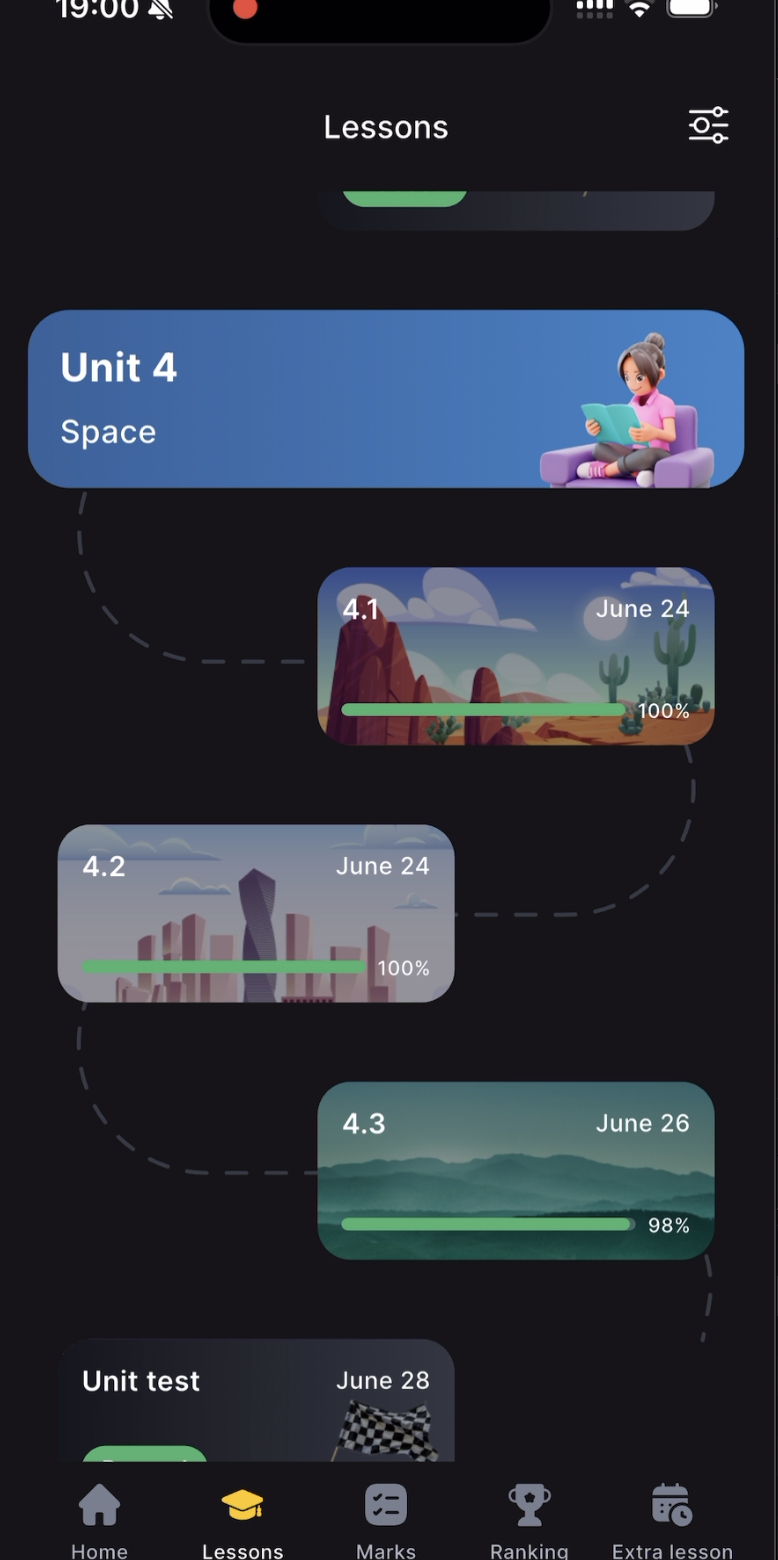 19:00
Lessons
Unit 4
Space
4.1 June 24
100%
4.2 June 24
100%
4.3 June 26
98%
Unit test June 28
Home Lessons Marks Ranking Extra lesson